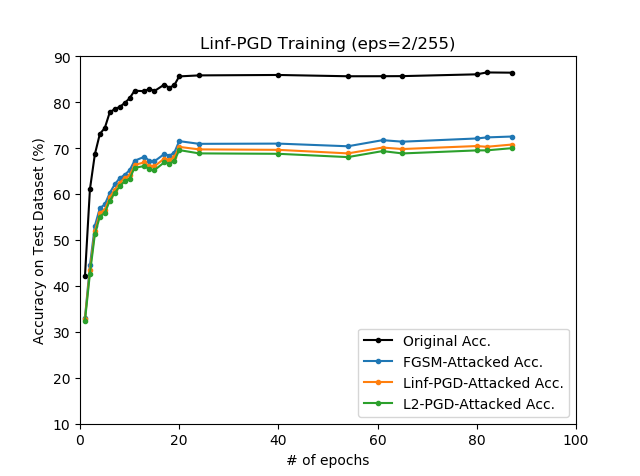 Linf-PGD Training (eps=2/255)
Accuracy on Test Dataset (%)
90
80
70
60
50
40
30
20
10
0
20
40
60
80
100
# of epochs
Original Acc.
FGSM-Attacked Acc.
Linf-PGD-Attacked Acc.
L2-PGD-Attacked Acc.